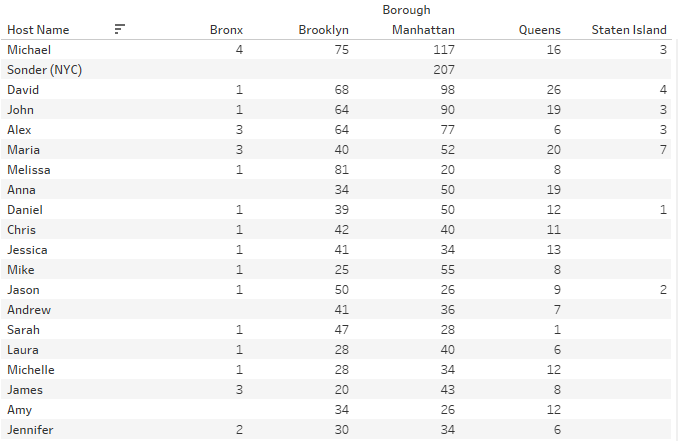 Borough
Host Name Bronx Brooklyn Manhattan Queens Staten Island
Michael 4 75 117 16 3
Sonder (NYC) 207
David 1 68 98 26 4
John 1 64 90 19 3
Alex 3 64 77 6 3
Maria 3 40 52 20 7
Melissa 1 81 20 8
Anna 34 50 19
Daniel 1 39 50 12 1
Chris 1 42 40 11
Jessica 1 41 34 13
Mike 1 25 55 8
Jason 1 50 26 9 2
Andrew 41 36 7
Sarah 1 47 28 1
Laura 1 28 40 6
Michelle 1 28 34 12
James 3 20 43 8
Amy 34 26 12
Jennifer 2 30 34 6